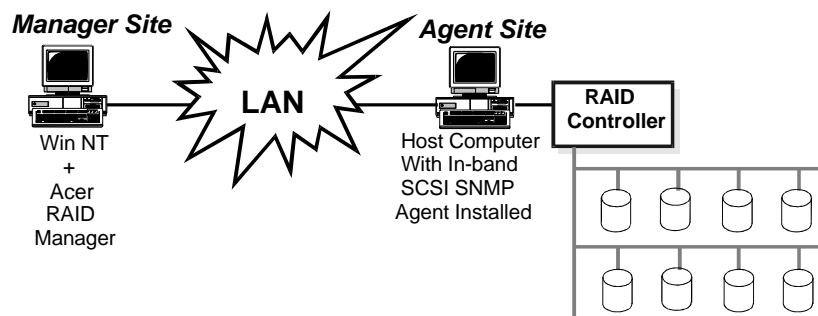 Manager Site
Agent Site
LAN
RAID
Controller
Win NT
+
Acer
RAID
Manager
Host Computer
With In-band
SCSI SNMP
Agent Installed